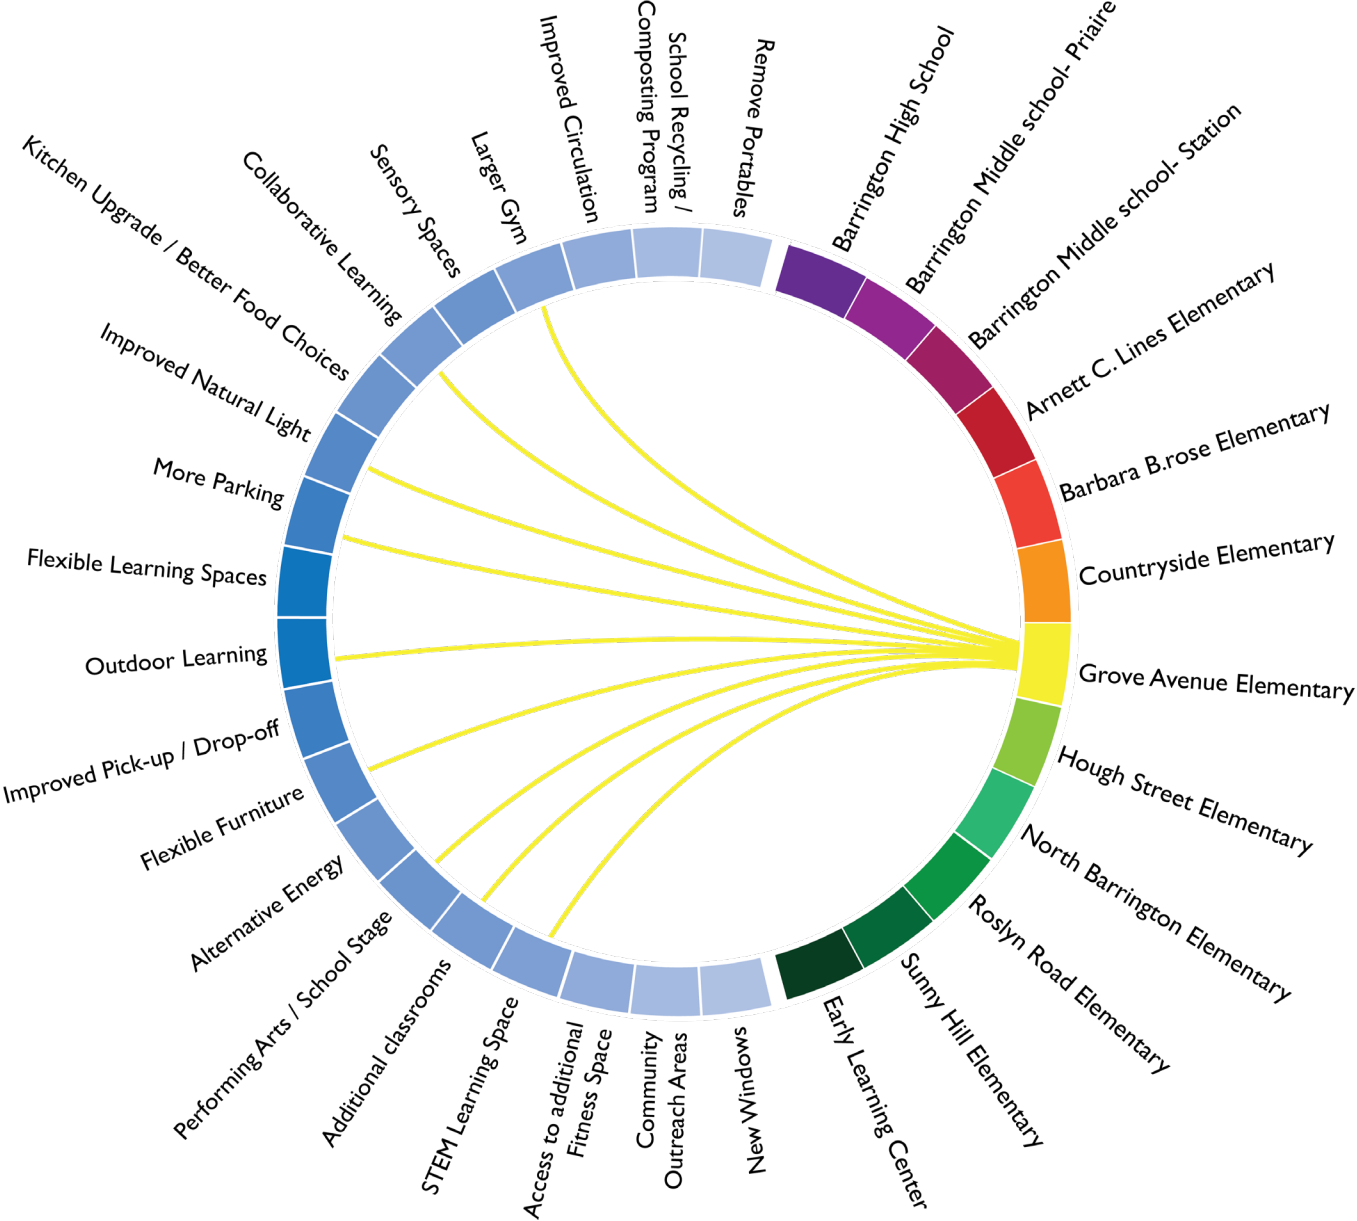 Improved Circulation
School Recycling /
Composting Program
Remove Portables
Barrington High School
Barrington Middle school- Priaire
Barrington Middle school- Station
Arnett C. Lines Elementary
Barbara B.rose Elementary
Countryside Elementary
Grove Avenue Elementary
Hough Street Elementary
North Barrington Elementary
Roslyn Road Elementary
Sunny Hill Elementary
Early Learning Center
New Windows
Community
Outreach Areas
Access to additional
Fitness Space
STEM Learning Space
Additional classrooms
Performing Arts / School Stage
Alternative Energy
Flexible Furniture
Improved Pick-up / Drop-off
Outdoor Learning
Flexible Learning Spaces
More Parking
Improved Natural Light
Kitchen Upgrade / Better Food Choices
Collaborative Learning
Sensory Spaces
Larger Gym